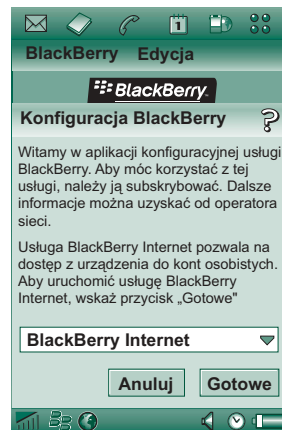 BlackBerry Edycja
BlackBerry.
Konfiguracja BlackBerry
Witamy w aplikacji konfiguracyjnej usługi
BlackBerry. Aby móc korzystać z tej
usługi, należy ją subskrybować. Dalsze
informacje można uzyskać od operatora
sieci.
Usługa BlackBerry Internet pozwala na
dostęp z urządzenia do kont osobistych.
Aby uruchomić usługę BlackBerry
Internet, wskaż przycisk „Gotowe"
BlackBerry Internet
Anuluj Gotowe